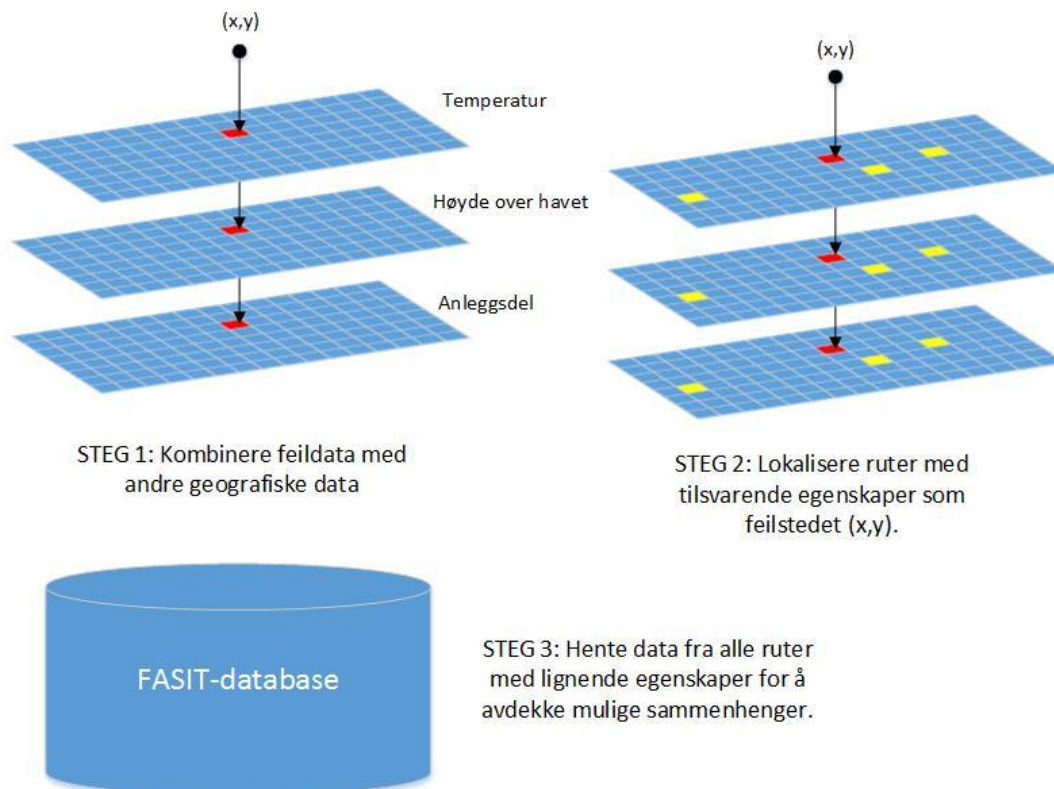 (x,y)
Temperatur
Høyde over havet
Anleggsdel
STEG 1: Kombinere feildata med
andre geografiske data
(x,y)
STEG 2: Lokalisere ruter med
tilsvarende egenskaper som
feilstedet (x,y).
FASIT-database
STEG 3: Hente data fra alle ruter
med lignende egenskaper for å
avdekke mulige sammenhenger.